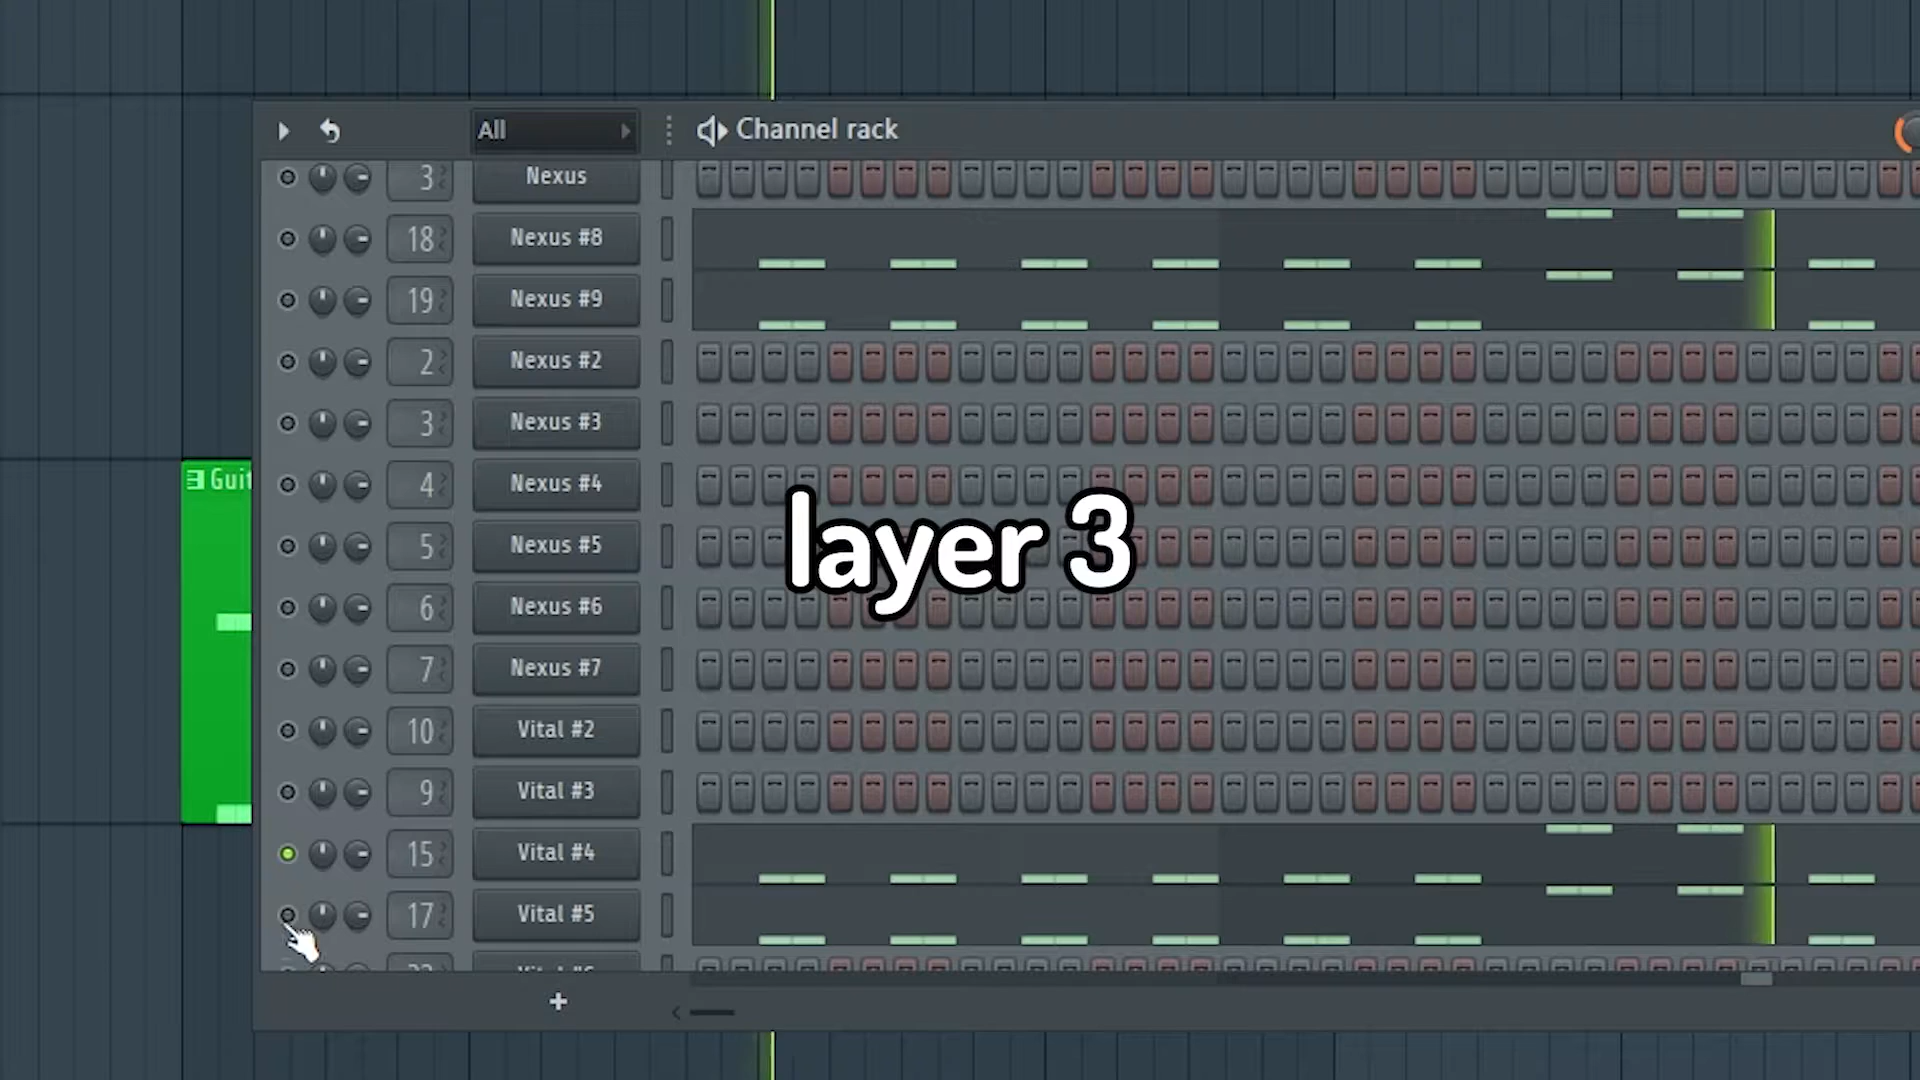 All
Channel rack
3 Nexus
18 Nexus #8
19 Nexus #9
2 Nexus #2
3 Nexus #3
Guit
4 Nexus #4
layer 3
5 Nexus #5
6 Nexus #6
7 Nexus #7
10 Vital #2
9 Vital #3
15 Vital #4
17 Vital #5
+